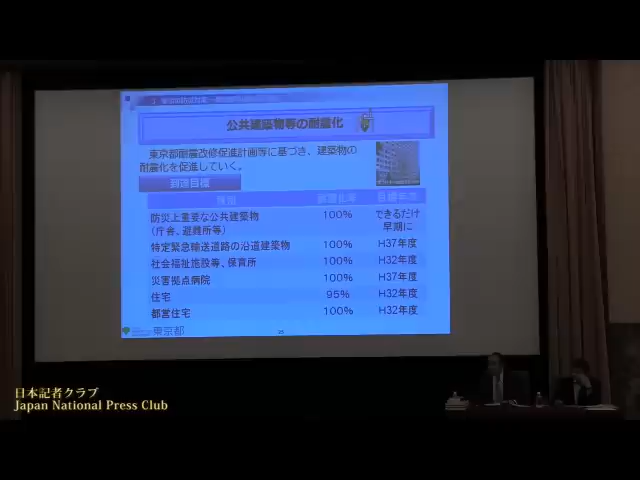 公共建築物等の耐震化
東京都耐震改修促進計画等に基づき、建築物の
耐震化を促進していく。
到達目標
種別 耐震化率 目標年次
防災上重要な公共建築物
(庁舎、避難所等) 100% できるだけ
早期に
特定緊急輸送道路の沿道建築物 100% H37年度
社会福祉施設等、保育所 100% H32年度
災害拠点病院 100% H37年度
住宅 95% H32年度
都営住宅 100% H32年度
東京都
日本記者クラブ
Japan National Press Club